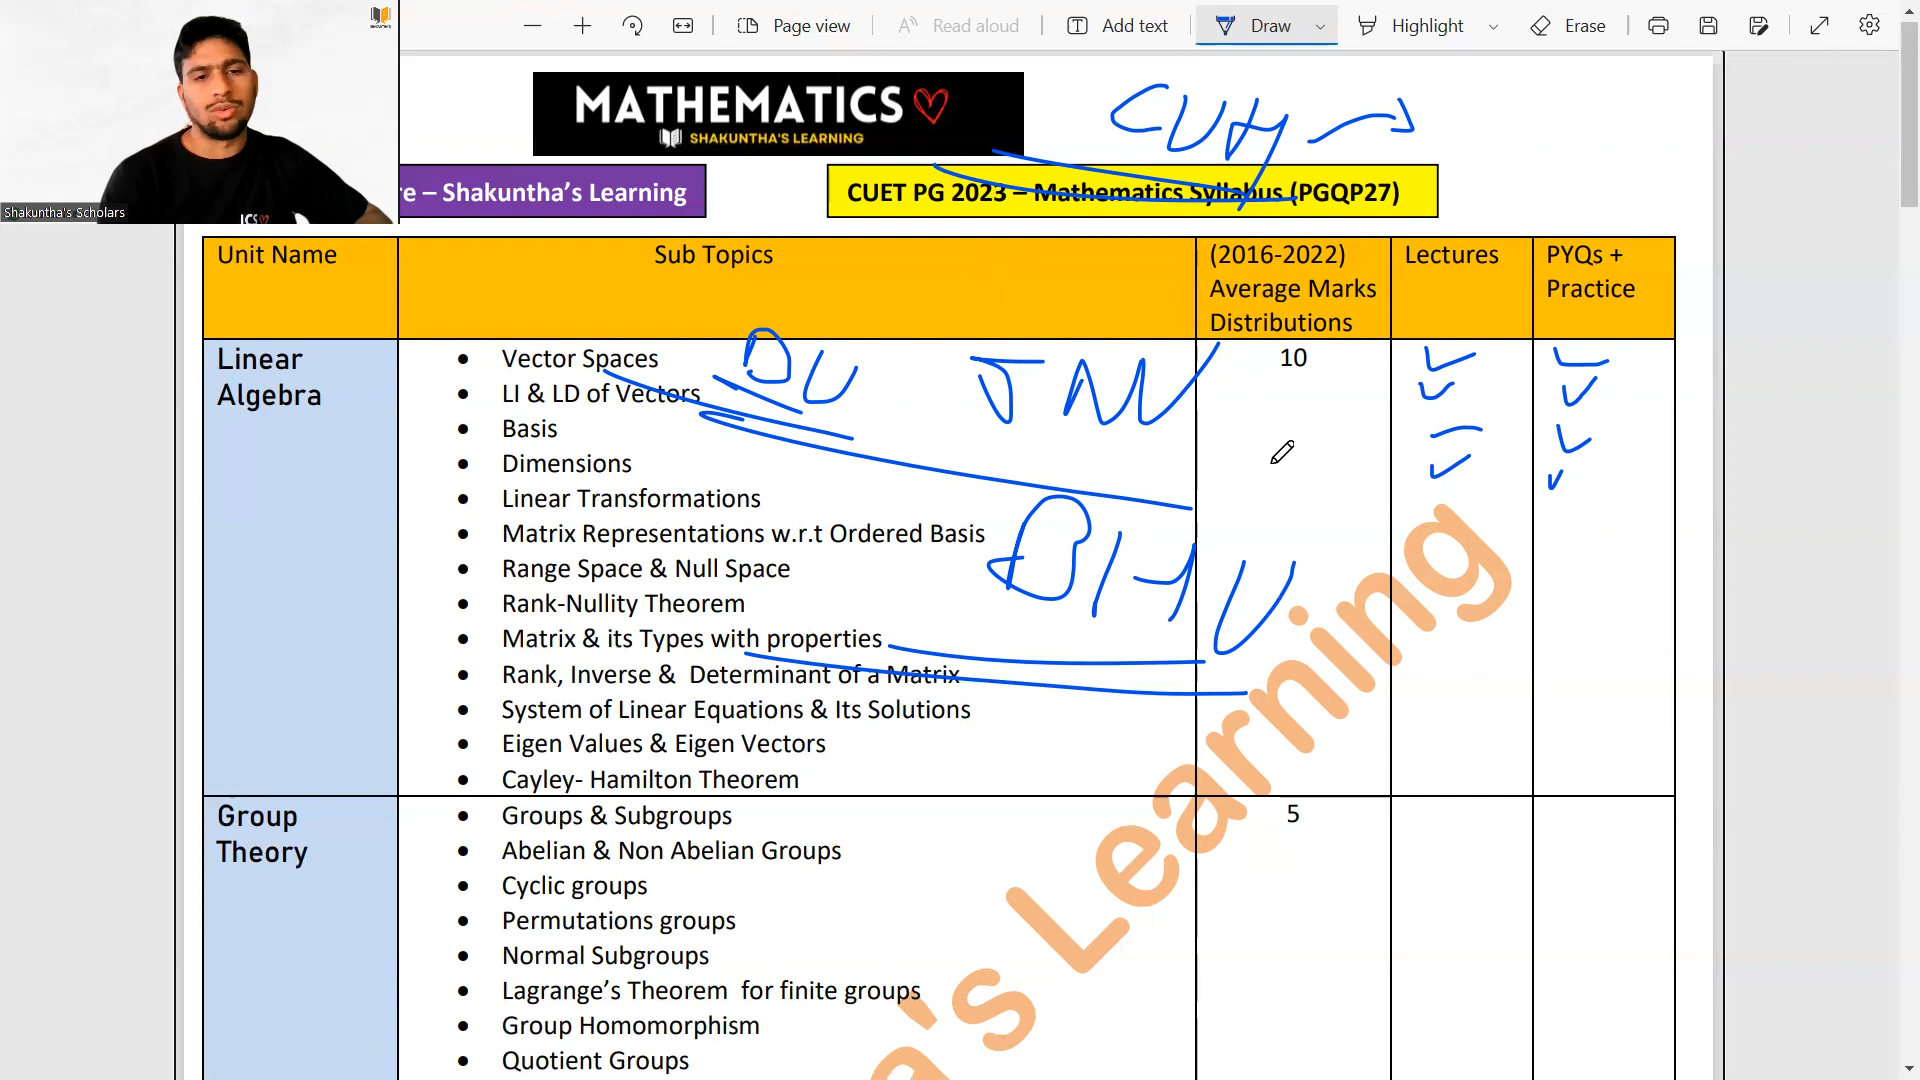 Page view
Read aloud
Add text
Draw
Highlight
Erase
MATHEMATICS
SHAKUNTHA'S LEARNING
re – Shakuntha's Learning
CUET PG 2023 – Mathematics Syllabus (PGQP27)
Shakuntha's Scholars
Unit Name
Sub Topics
(2016-2022)
Average Marks
Distributions
Lectures
PYQs +
Practice
Linear
Algebra
• Vector Spaces
• LI & LD of Vectors
• Basis
• Dimensions
• Linear Transformations
• Matrix Representations w.r.t Ordered Basis
• Range Space & Null Space
• Rank-Nullity Theorem
• Matrix & its Types with properties
• Rank, Inverse & Determinant of a Matrix
• System of Linear Equations & Its Solutions
• Eigen Values & Eigen Vectors
• Cayley- Hamilton Theorem
10
DU
JNU
BHU
Group
Theory
• Groups & Subgroups
• Abelian & Non Abelian Groups
• Cyclic groups
• Permutations groups
• Normal Subgroups
• Lagrange's Theorem for finite groups
• Group Homomorphism
• Quotient Groups
5
's Learning